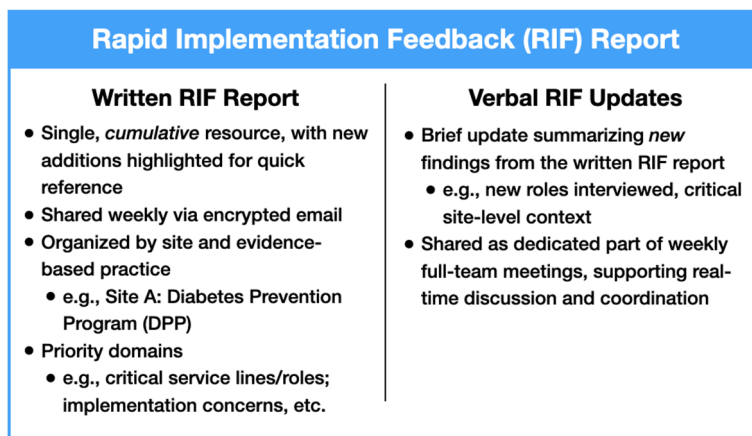 Rapid Implementation Feedback (RIF) Report
Written RIF Report
• Single, cumulative resource, with new
additions highlighted for quick
reference
• Shared weekly via encrypted email
• Organized by site and evidence-
based practice
• e.g., Site A: Diabetes Prevention
Program (DPP)
• Priority domains
• e.g., critical service lines/roles;
implementation concerns, etc.
Verbal RIF Updates
• Brief update summarizing new
findings from the written RIF report
• e.g., new roles interviewed, critical
site-level context
• Shared as dedicated part of weekly
full-team meetings, supporting real-
time discussion and coordination